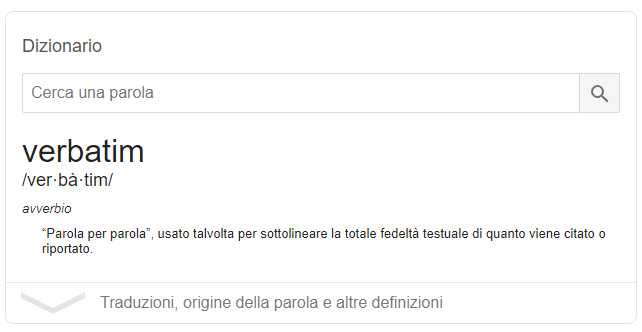 Dizionario
Cerca una parola
verbatim
/ver·bà·tim/
avverbio
“Parola per parola”, usato talvolta per sottolineare la totale fedeltà testuale di quanto viene citato o
riportato.
Traduzioni, origine della parola e altre definizioni